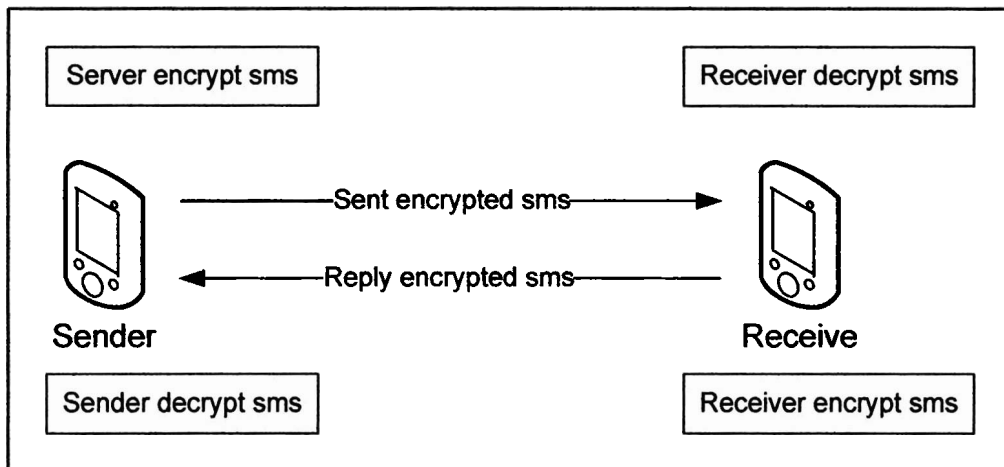 Server encrypt sms
Receiver decrypt sms
Sent encrypted sms
Reply encrypted sms
Sender
Receive
Sender decrypt sms
Receiver encrypt sms